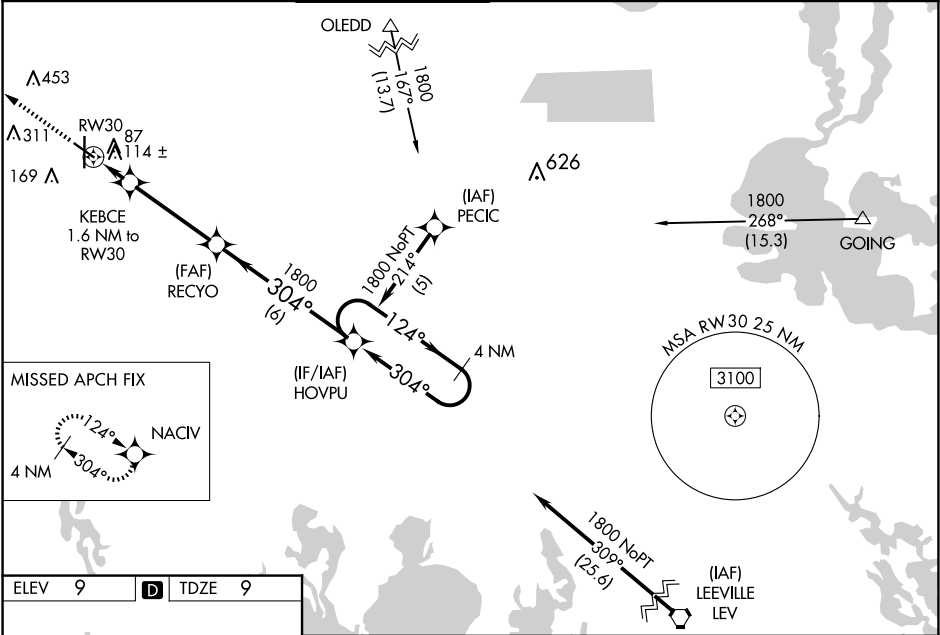 OLEDD
1800
167°
(13.7)
453
311
RW30
87
114 ±
169
626
KEBCE
1.6 NM to
RW30
(IAF)
PECIC
1800
268°
(15.3)
GOING
(FAF)
RECYO
1800
304°
(6)
1800 NoPT
214°
(5)
124°
304°
4 NM
(IF/IAF)
HOVPU
MSA RW30 25 NM
3100
MISSED APCH FIX
124°
304°
4 NM
NACIV
1800 NoPT
309°
(25.6)
(IAF)
LEEVILLE
LEV
ELEV 9 D TDZE 9